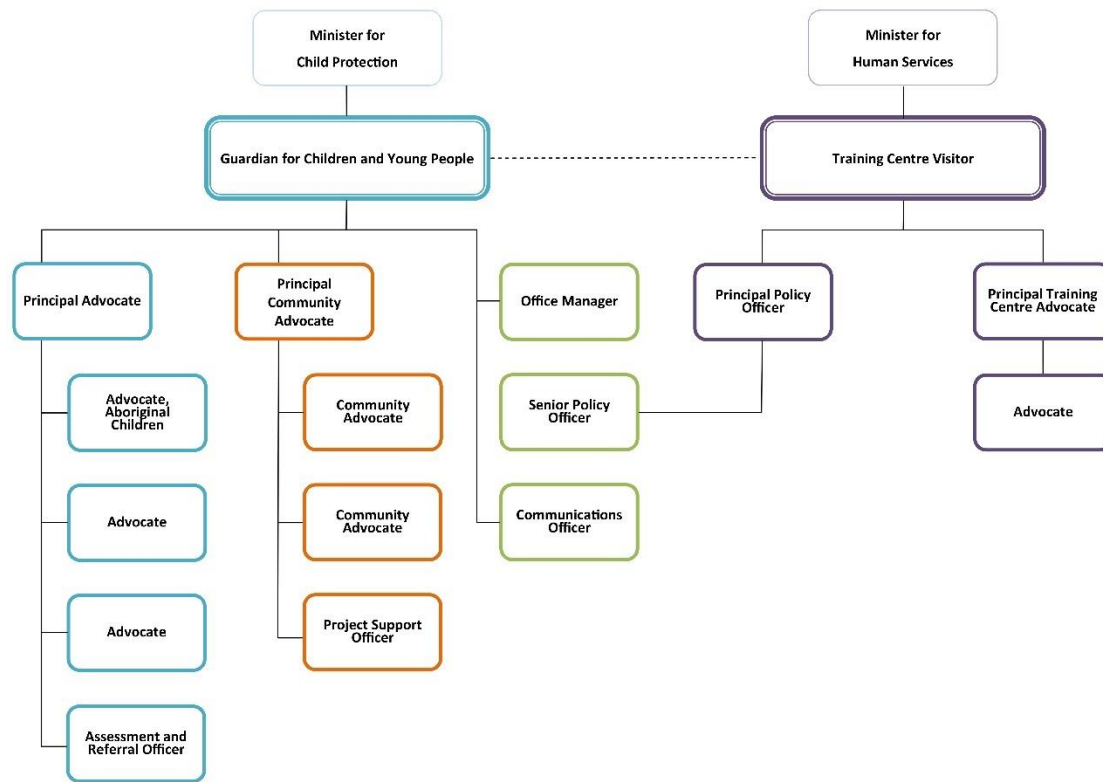 Minister for
Child Protection
Minister for
Human Services
Guardian for Children and Young People
Training Centre Visitor
Principal Advocate
Principal
Community
Advocate
Office Manager
Principal Policy
Officer
Principal Training
Centre Advocate
Advocate,
Aboriginal
Children
Community
Advocate
Senior Policy
Officer
Advocate
Advocate
Community
Advocate
Communications
Officer
Advocate
Project Support
Officer
Assessment and
Referral Officer